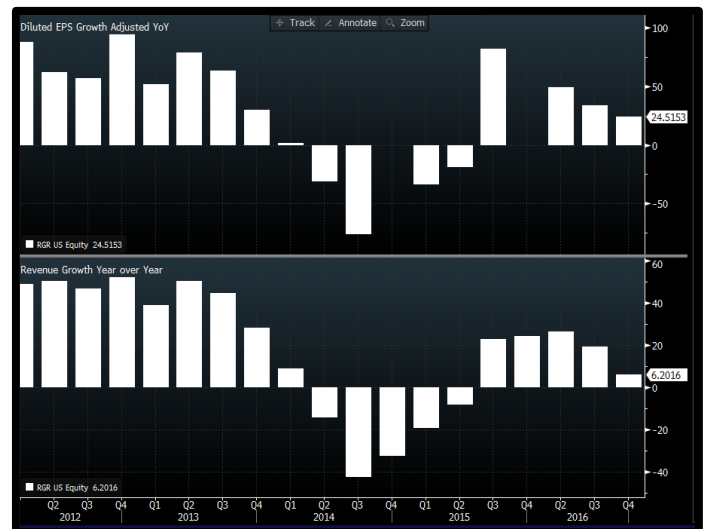 Diluted EPS Growth Adjusted YoY
Track Annotate Zoom
100
50
24.5153
0
-50
RGR US Equity 24.5153
Revenue Growth Year over Year
60
40
20
6.2016
0
-20
-40
RGR US Equity 6.2016
Q2 Q3 Q4 Q1 Q2 Q3 Q4 Q1 Q2 Q3 Q4 Q1 Q2 Q3 Q4 Q1 Q2 Q3 Q4
2012 2013 2014 2015 2016